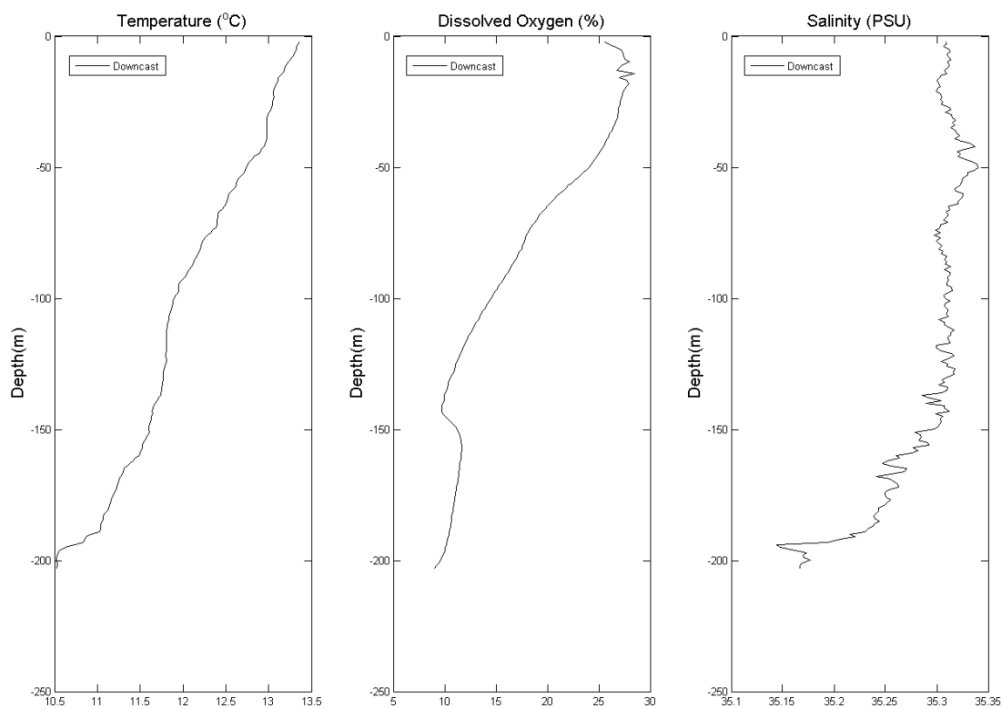 Temperature (°C)
0
-50
-100
-150
-200
-250
Depth(m)
Downcast
10.5 11 11.5 12 12.5 13 13.5
Dissolved Oxygen (%)
0
-50
-100
-150
-200
-250
Depth(m)
Downcast
5 10 15 20 25 30
Salinity (PSU)
0
-50
-100
-150
-200
-250
Depth(m)
Downcast
35.1 35.15 35.2 35.25 35.3 35.35